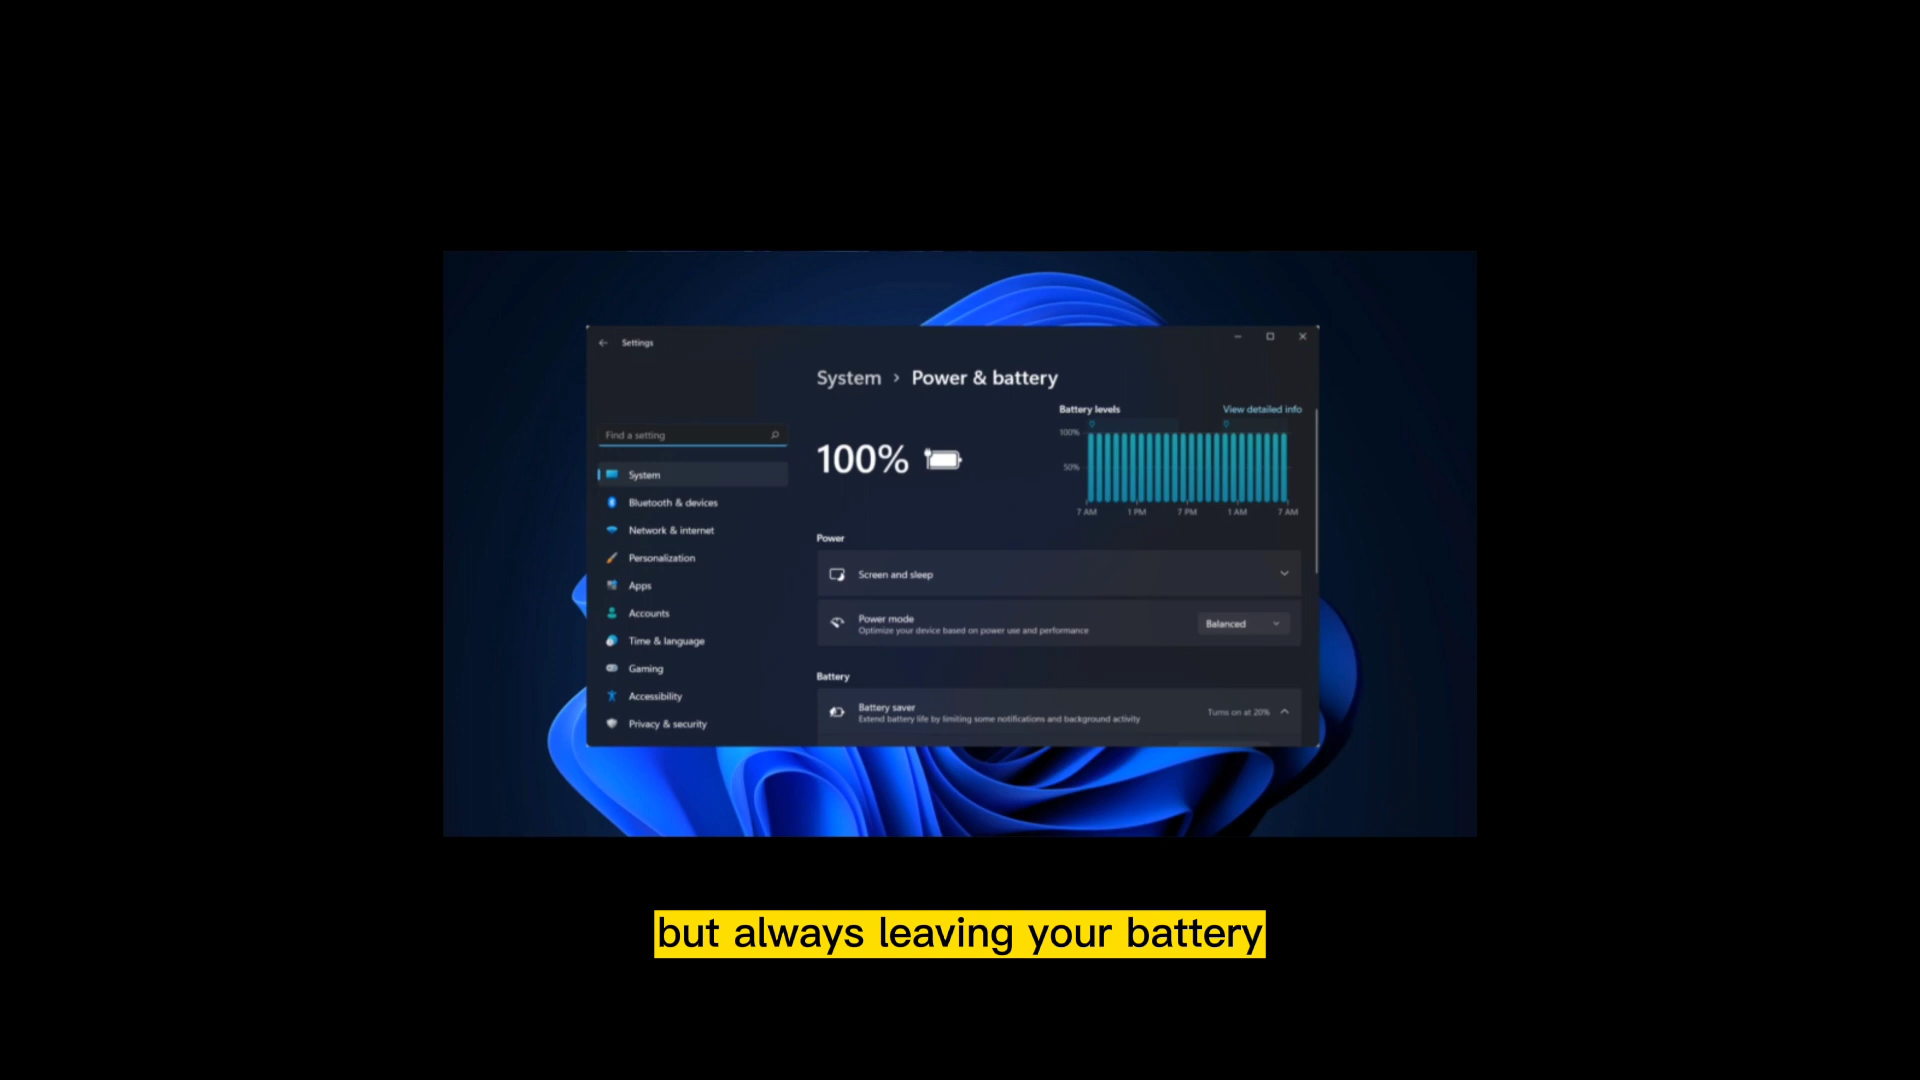 Settings
System > Power & battery
Battery levels
View detailed info
100%
50%
7 AM 1 PM 7 PM 1 AM 7 AM
100%
Find a setting
System
Bluetooth & devices
Network & internet
Personalization
Apps
Accounts
Time & language
Gaming
Accessibility
Privacy & security
Power
Screen and sleep
Power mode
Optimize your device based on power use and performance
Balanced
Battery
Battery saver
Extend battery life by limiting some notifications and background activity
Turns on at 20%
but always leaving your battery